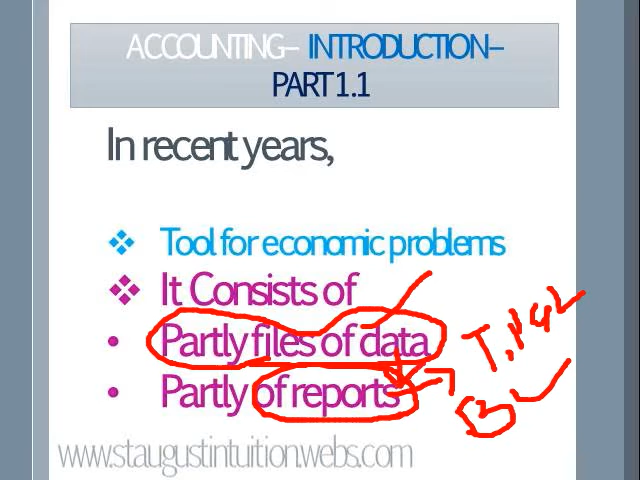 ACCOUNTING– INTRODUCTION–
PART 1.1
In recent years,
❖ Tool for economic problems
❖ It Consists of
• Partly files of data
• Partly of reports
www.staugustintuition.webs.com